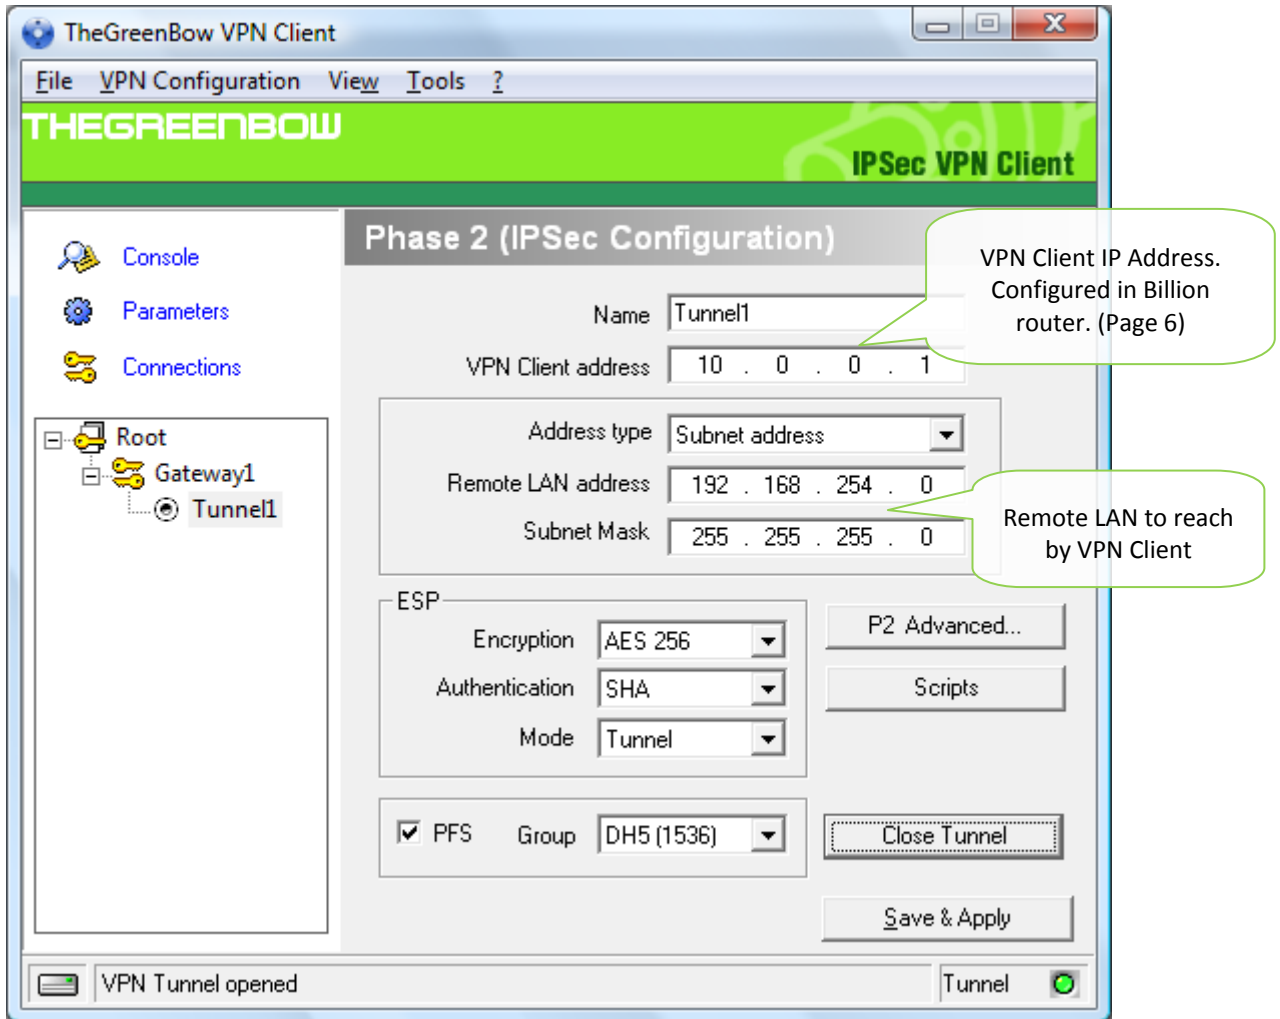 TheGreenBow VPN Client
File VPN Configuration View Tools ?
THEGREENBOW
IPSec VPN Client
Console
Parameters
Connections
Root
Gateway1
Tunnel1
Phase 2 (IPSec Configuration)
VPN Client IP Address.
Configured in Billion
router. (Page 6)
Name Tunnel1
VPN Client address 10 . 0 . 0 . 1
Address type Subnet address
Remote LAN address 192 . 168 . 254 . 0
Subnet Mask 255 . 255 . 255 . 0
Remote LAN to reach
by VPN Client
ESP
Encryption AES 256
Authentication SHA
Mode Tunnel
P2 Advanced...
Scripts
PFS Group DH5 (1536)
Close Tunnel
Save & Apply
VPN Tunnel opened
Tunnel